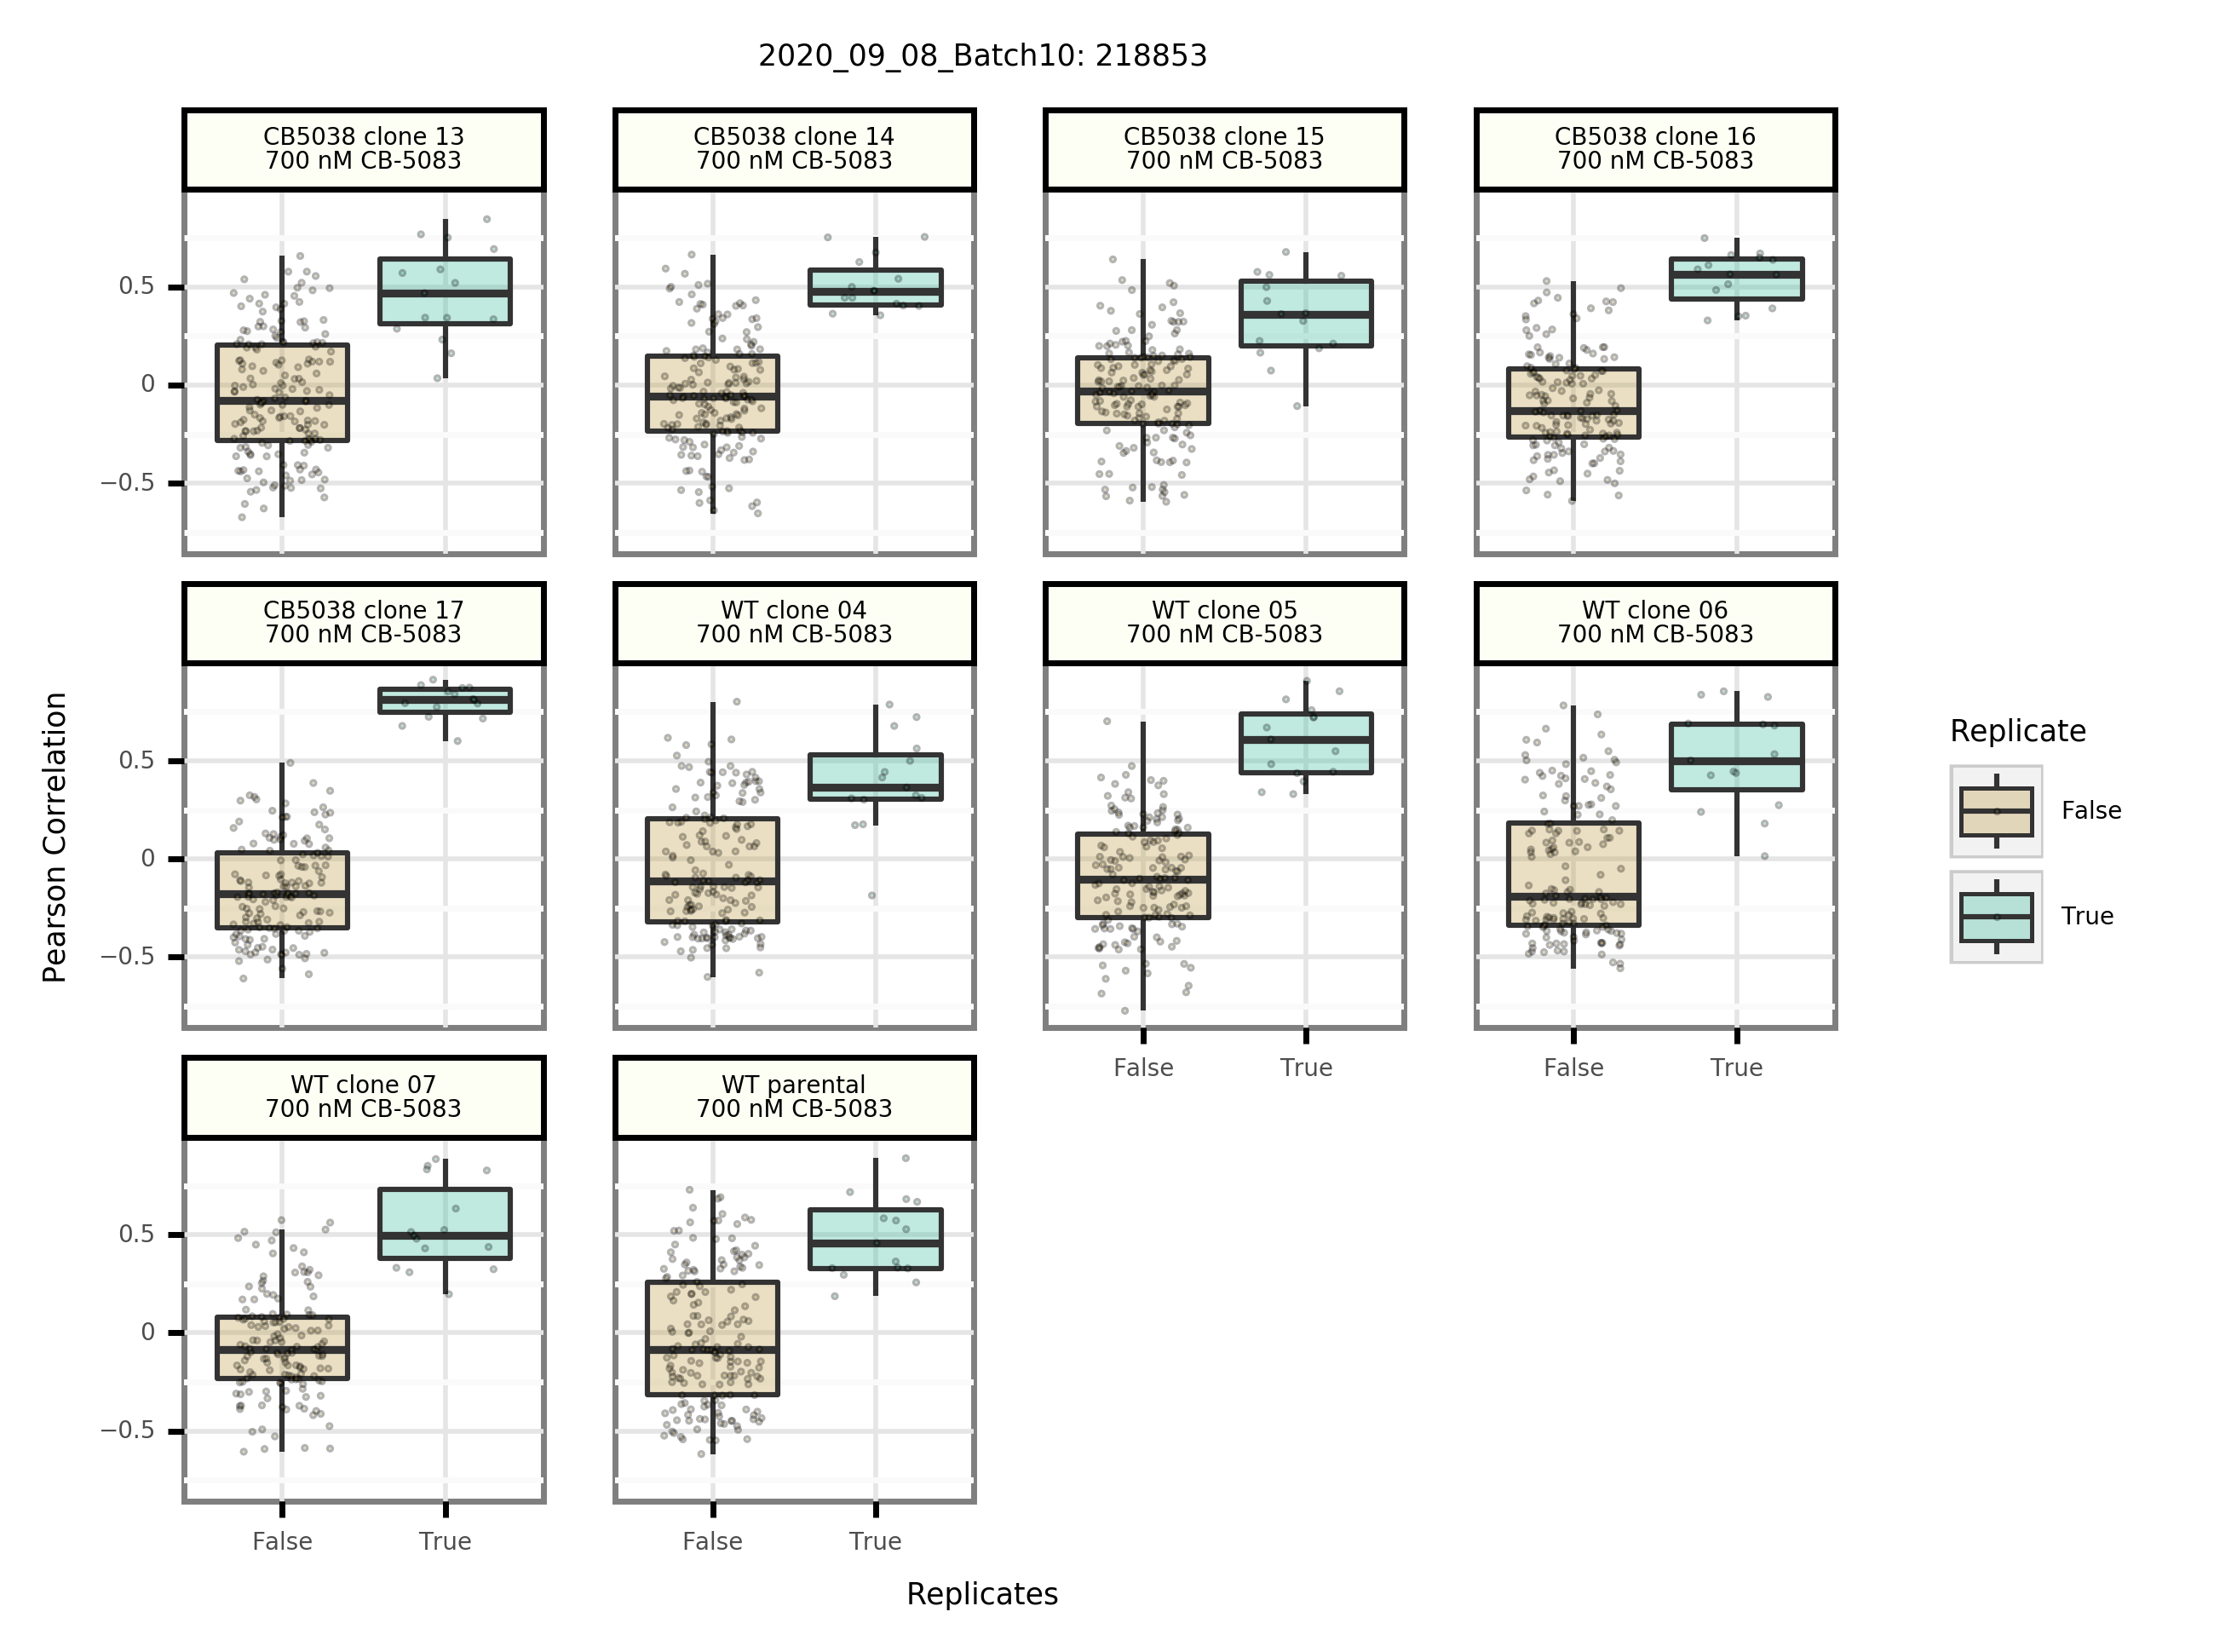 2020_09_08_Batch10: 218853
CB5038 clone 13
700 nM CB-5083
CB5038 clone 14
700 nM CB-5083
CB5038 clone 15
700 nM CB-5083
CB5038 clone 16
700 nM CB-5083
0.5
0
−0.5
CB5038 clone 17
700 nM CB-5083
WT clone 04
700 nM CB-5083
WT clone 05
700 nM CB-5083
WT clone 06
700 nM CB-5083
0.5
0
−0.5
False
True
False
True
WT clone 07
700 nM CB-5083
WT parental
700 nM CB-5083
0.5
0
−0.5
False
True
False
True
Pearson Correlation
Replicates
Replicate
False
True